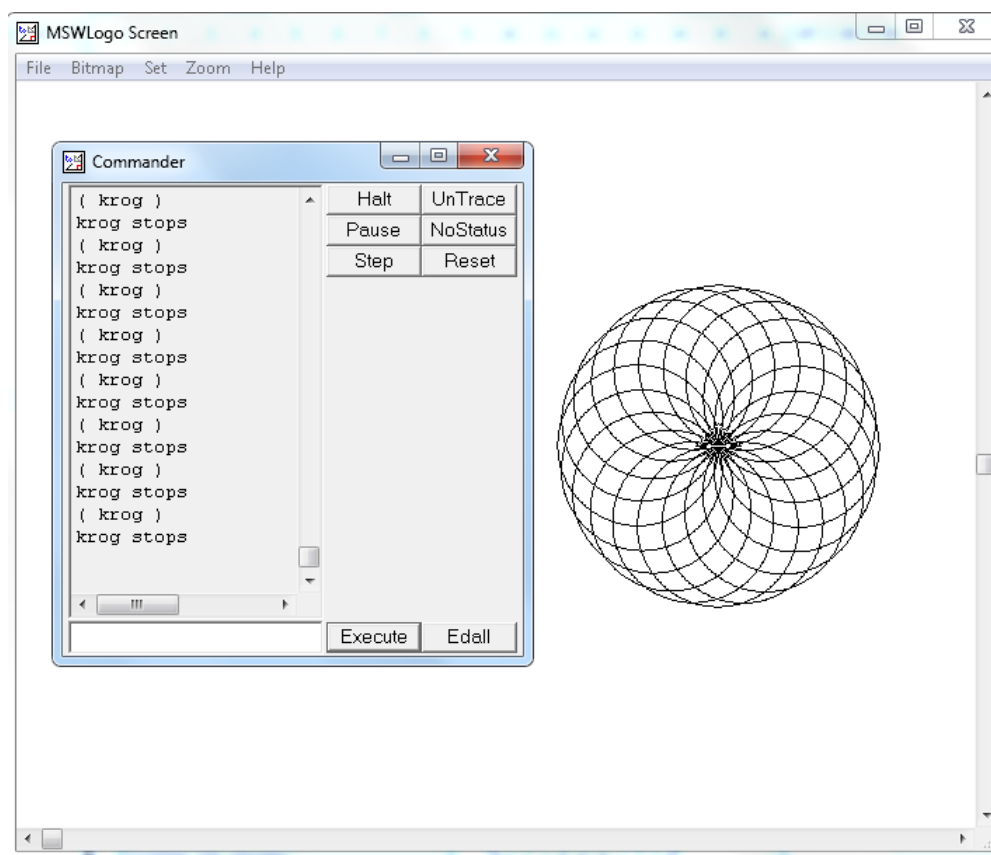 MSWLogo Screen
File Bitmap Set Zoom Help
Commander
( krog )
krog stops
( krog )
krog stops
( krog )
krog stops
( krog )
krog stops
( krog )
krog stops
( krog )
krog stops
( krog )
krog stops
( krog )
krog stops
Halt UnTrace
Pause NoStatus
Step Reset
Execute Edall